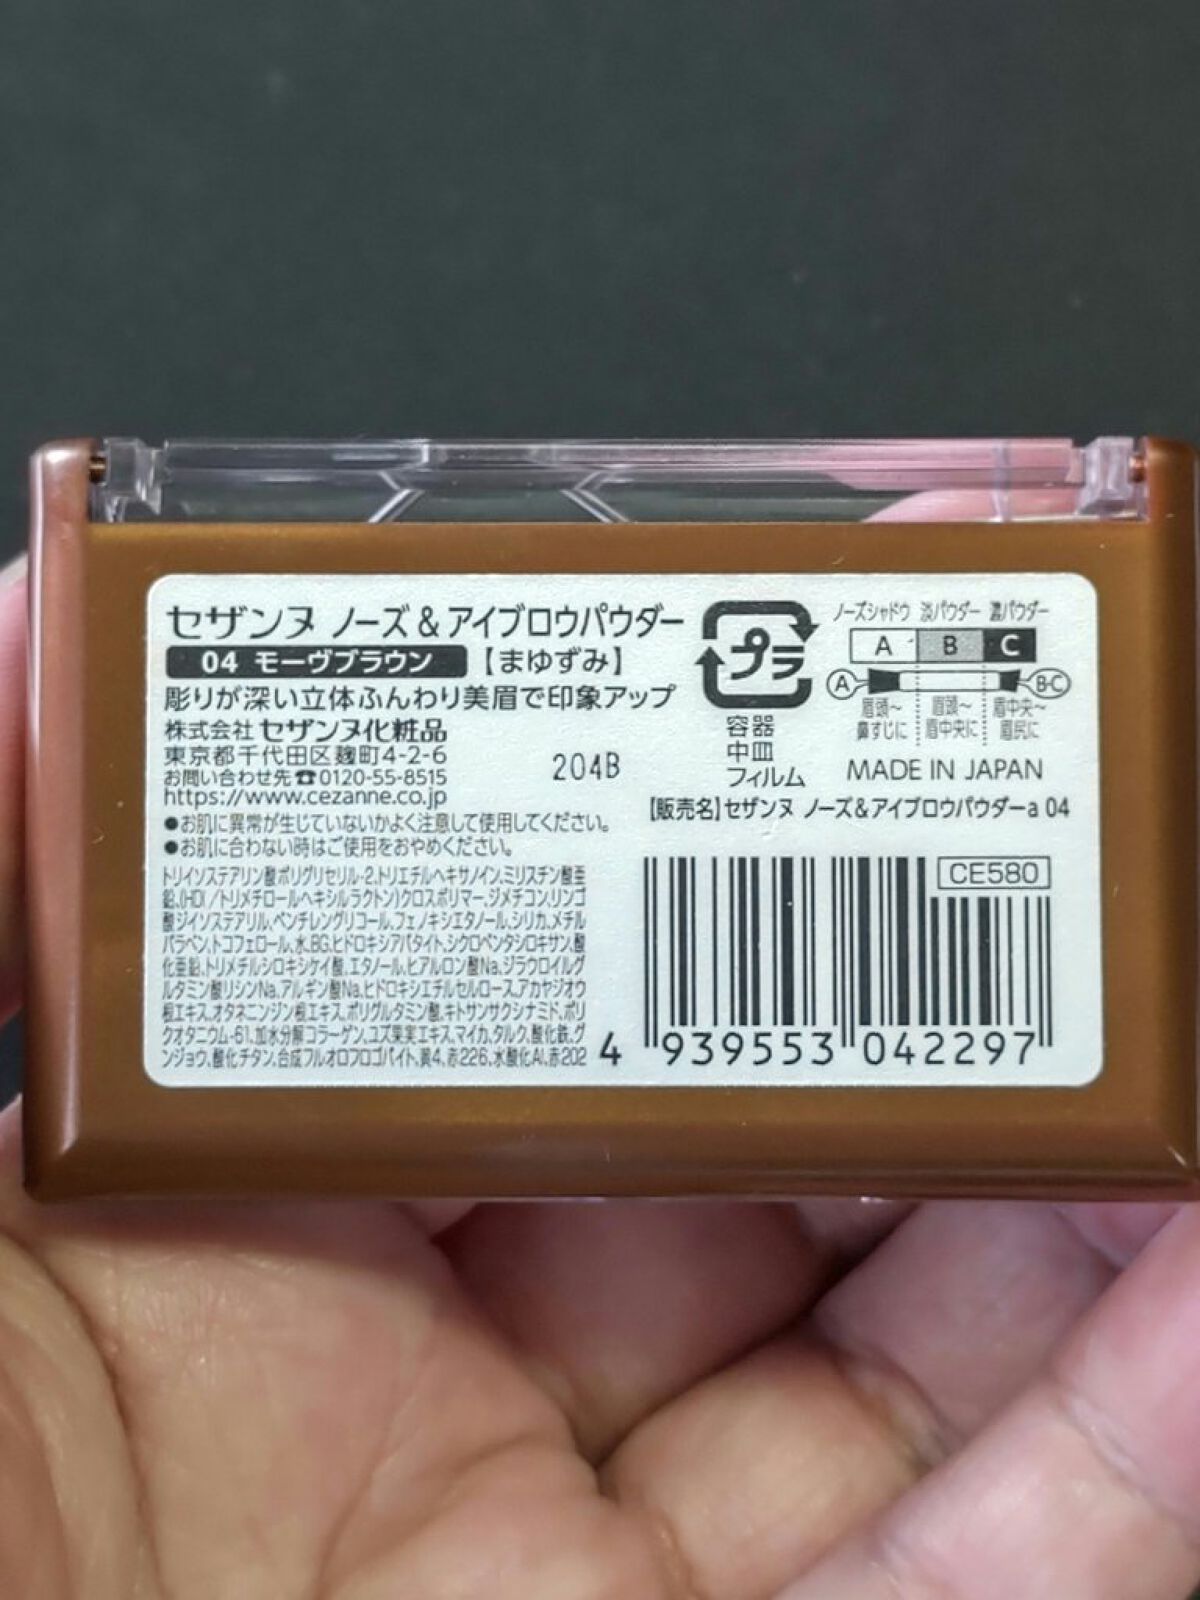 セザンヌ ノーズ&アイブロウパウダー
04 モーヴブラウン 【まゆずみ】
彫りが深い立体ふんわり美眉で印象アップ
株式会社 セザンヌ化粧品
東京都千代田区麹町4-2-6
お問い合わせ先☎0120-55-8515
https://www.cezanne.co.jp
204B
●お肌に異常が生じていないかよく注意して使用してください。
●お肌に合わない時はご使用をおやめください。
トリイソステアリン酸ポリグリセリル-2,トリエチルヘキサノイン,ミリスチン酸亜
鉛,(HDI/トリメチロールヘキシルラクトン)クロスポリマー,ジメチコン,リンゴ
酸ジイソステアリル,ペンチレングリコール,フェノキシエタノール,シリカ,メチル
パラベン,トコフェロール,水,BG,ヒドロキシアパタイト,シクロペンタシロキサン,酸
化亜鉛,トリメチルシロキシケイ酸,エタノール,ヒアルロン酸Na,ジラウロイルグ
ルタミン酸リシンNa,アルギン酸Na,ヒドロキシエチルセルロース,アカヤジオウ
根エキス,オタネニンジン根エキス,ポリグルタミン酸,キトサンサクシナミド,ポリ
クオタニウム-61,加水分解コラーゲン,ユズ果実エキス,マイカ,タルク,酸化鉄,グ
ンジョウ,酸化チタン,合成フルオロフロゴパイト,黄4,赤226,水酸化Al,赤202
プラ
容器
中皿
フィルム
ノーズシャドウ 淡パウダー 濃パウダー
A B C
A B·C
眉頭〜 眉頭〜 眉中央〜
鼻すじに 眉中央に 眉尻に
MADE IN JAPAN
【販売名】セザンヌ ノーズ&アイブロウパウダーa 04
CE580
4 939553 042297